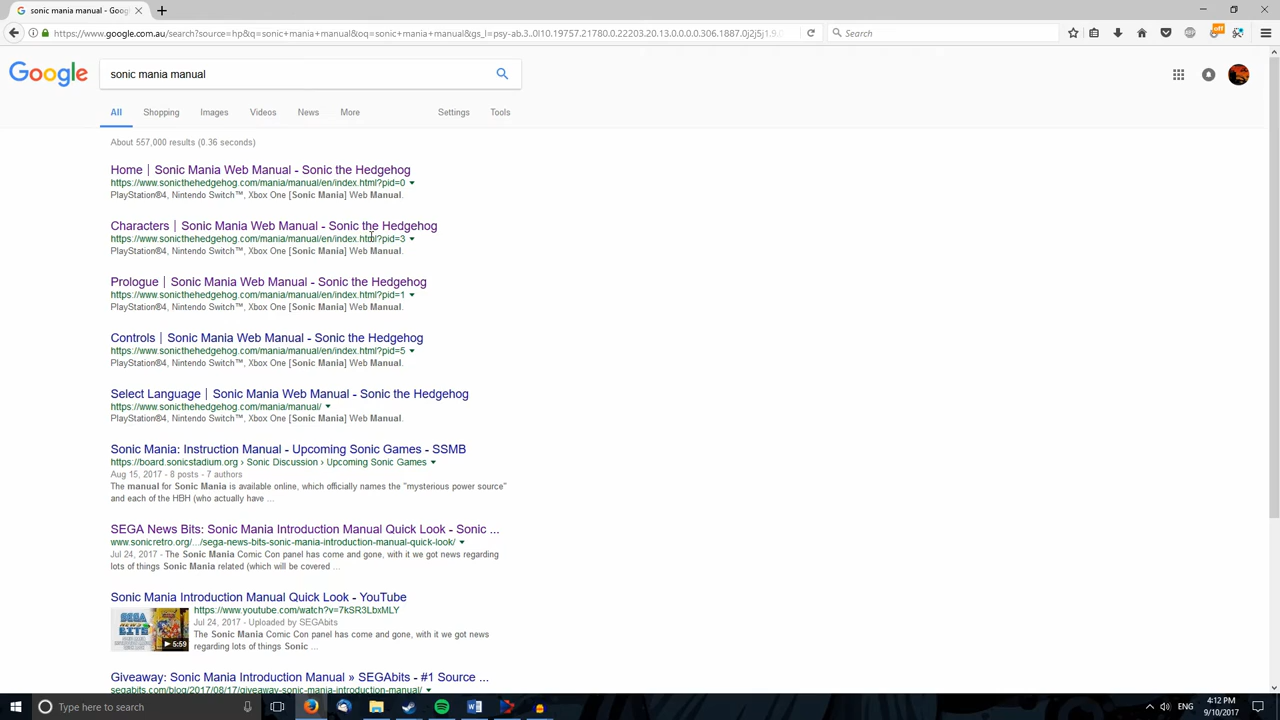 sonic mania manual - Goo...
https://www.google.com.au/search?source=hp&q=sonic+mania+manual&oq=sonic+mania+manual&gs_l=psy-ab.3..0l10.19757.21780.0.22203.20.13.0.0.0.0.306.1887.0j2j5j1.9.0
Search
off
Google
sonic mania manual
All Shopping Images Videos News More Settings Tools
About 557,000 results (0.36 seconds)
Home | Sonic Mania Web Manual - Sonic the Hedgehog
https://www.sonicthehedgehog.com/mania/manual/en/index.html?pid=0
PlayStation®4, Nintendo Switch™, Xbox One [Sonic Mania] Web Manual.
Characters | Sonic Mania Web Manual - Sonic the Hedgehog
https://www.sonicthehedgehog.com/mania/manual/en/index.html?pid=3
PlayStation®4, Nintendo Switch™, Xbox One [Sonic Mania] Web Manual.
Prologue | Sonic Mania Web Manual - Sonic the Hedgehog
https://www.sonicthehedgehog.com/mania/manual/en/index.html?pid=1
PlayStation®4, Nintendo Switch™, Xbox One [Sonic Mania] Web Manual.
Controls | Sonic Mania Web Manual - Sonic the Hedgehog
https://www.sonicthehedgehog.com/mania/manual/en/index.html?pid=5
PlayStation®4, Nintendo Switch™, Xbox One [Sonic Mania] Web Manual.
Select Language | Sonic Mania Web Manual - Sonic the Hedgehog
https://www.sonicthehedgehog.com/mania/manual/
PlayStation®4, Nintendo Switch™, Xbox One [Sonic Mania] Web Manual.
Sonic Mania: Instruction Manual - Upcoming Sonic Games - SSMB
https://board.sonicstadium.org › Sonic Discussion › Upcoming Sonic Games
Aug 15, 2017 - 8 posts - 7 authors
The manual for Sonic Mania is available online, which officially names the "mysterious power source"
and each of the HBH (who actually have ...
SEGA News Bits: Sonic Mania Introduction Manual Quick Look - Sonic ...
www.sonicretro.org/.../sega-news-bits-sonic-mania-introduction-manual-quick-look/
Jul 24, 2017 - The Sonic Mania Comic Con panel has come and gone, with it we got news regarding
lots of things Sonic Mania related (which will be covered ...
Sonic Mania Introduction Manual Quick Look - YouTube
https://www.youtube.com/watch?v=7kSR3LbxMLY
Jul 24, 2017 - Uploaded by SEGAbits
The Sonic Mania Comic Con panel has come and gone, with it we got news
regarding lots of things Sonic ...
SEGA
NEWS
BITS
5:59
Giveaway: Sonic Mania Introduction Manual » SEGAbits - #1 Source ...
segabits.com/blog/2017/08/17/giveaway-sonic-mania-introduction-manual/
Type here to search
ENG
4:12 PM
9/10/2017